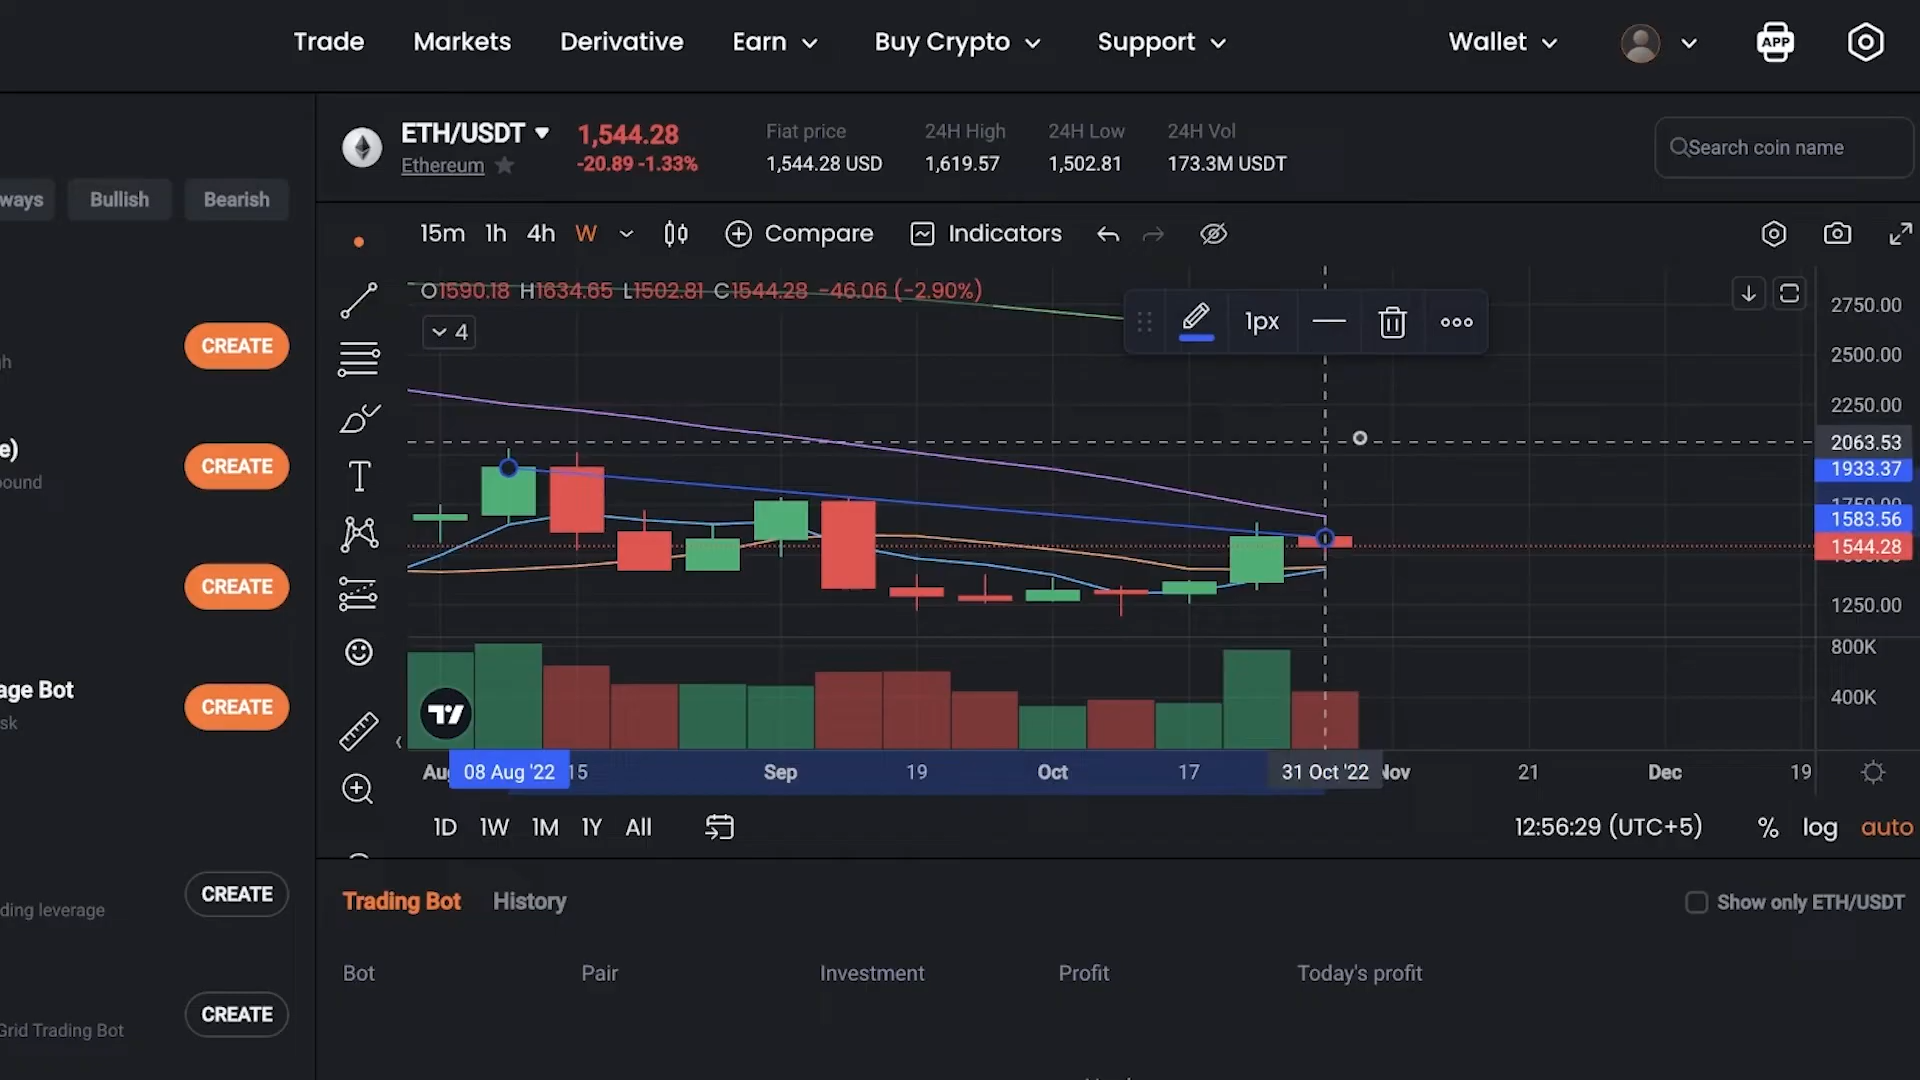 Trade Markets Derivative Earn Buy Crypto Support Wallet APP
ETH/USDT 1,544.28 Fiat price 24H High 24H Low 24H Vol
Ethereum -20.89 -1.33% 1,544.28 USD 1,619.57 1,502.81 173.3M USDT
Search coin name
ways Bullish Bearish
15m 1h 4h W Compare Indicators
O1590.18 H1634.65 L1502.81 C1544.28 -46.06 (-2.90%)
4
1px
2750.00
2500.00
2250.00
2063.53
1933.37
1750.00
1583.56
1544.28
1250.00
800K
400K
CREATE
gh
e)
CREATE
bound
CREATE
age Bot
CREATE
sk
Aug 08 Aug '22 15 Sep 19 Oct 17 31 Oct '22 Nov 21 Dec 19
1D 1W 1M 1Y All 12:56:29 (UTC+5) % log auto
CREATE
ding leverage
CREATE
Grid Trading Bot
Trading Bot History Show only ETH/USDT
Bot Pair Investment Profit Today's profit